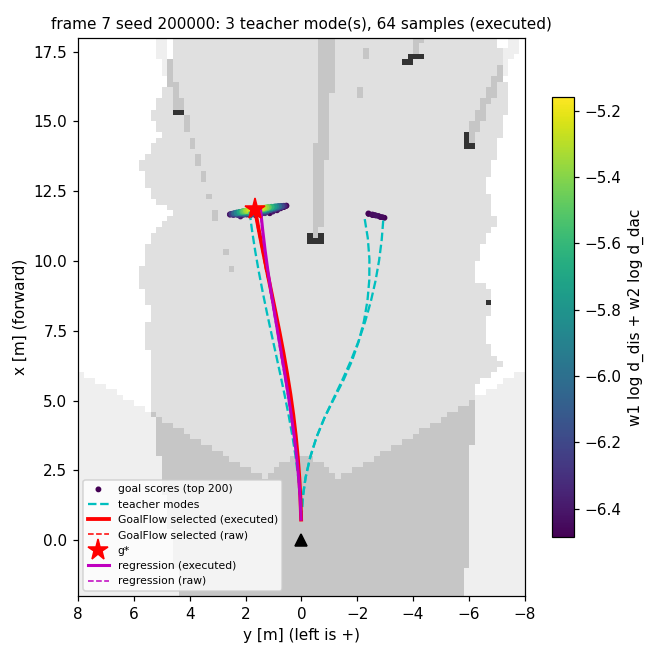 frame 7 seed 200000: 3 teacher mode(s), 64 samples (executed)
17.5
15.0
12.5
10.0
7.5
5.0
2.5
0.0
x [m] (forward)
goal scores (top 200)
teacher modes
GoalFlow selected (executed)
GoalFlow selected (raw)
g*
regression (executed)
regression (raw)
8 6 4 2 0 −2 −4 −6 −8
y [m] (left is +)
−5.2
−5.4
−5.6
−5.8
−6.0
−6.2
−6.4
w1 log d_dis + w2 log d_dac